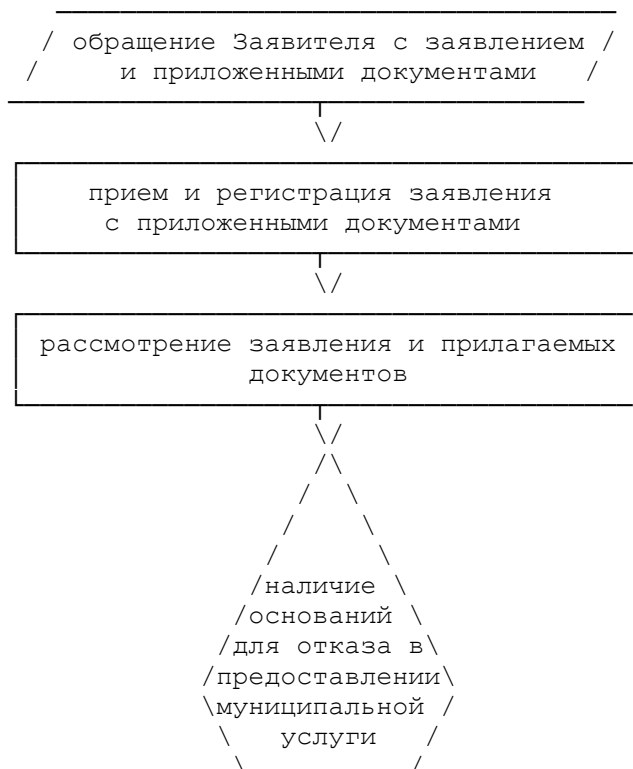 обращение Заявителя с заявлением
и приложенными документами
прием и регистрация заявления
с приложенными документами
рассмотрение заявления и прилагаемых
документов
наличие
оснований
для отказа в
предоставлении
муниципальной
услуги